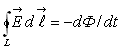 ∮_L E⃗ d ℓ⃗ = −dΦ/dt